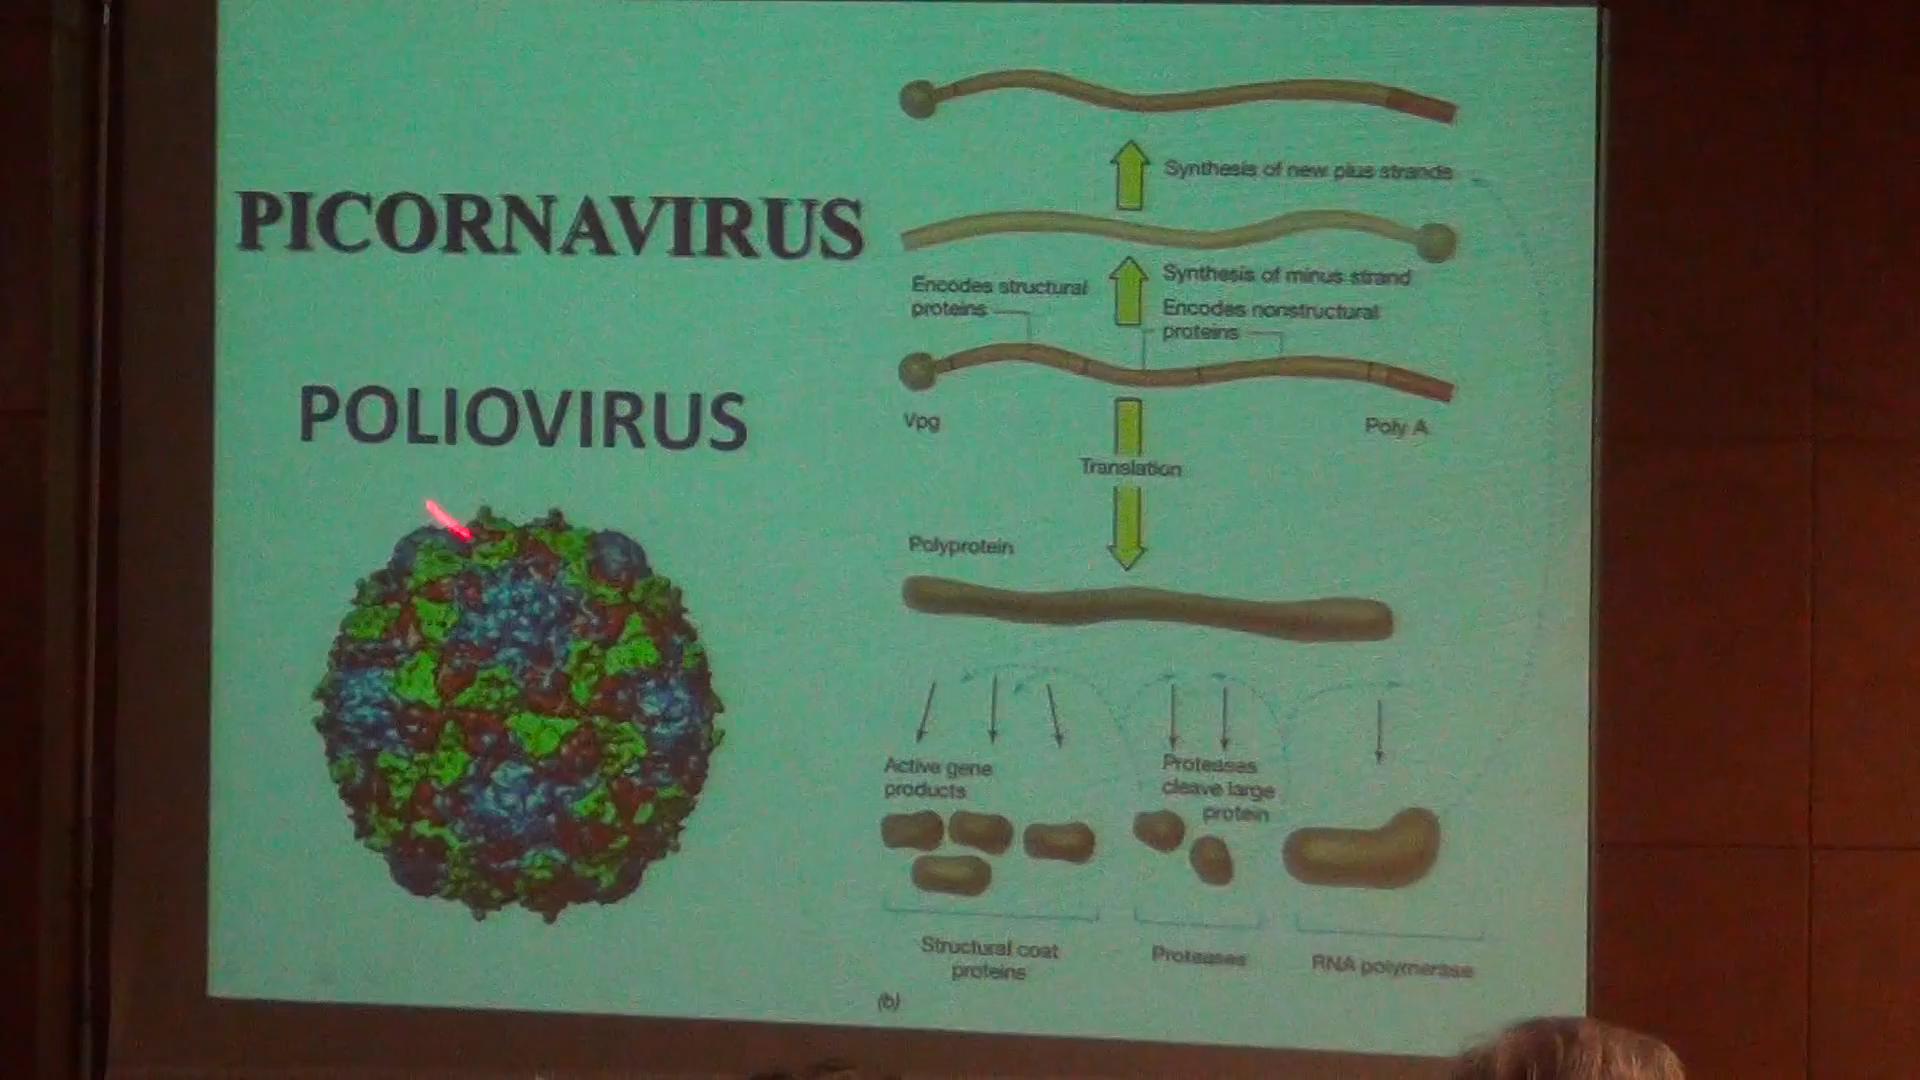 PICORNAVIRUS
POLIOVIRUS
Synthesis of new plus strands
Synthesis of minus strand
Encodes structural
proteins
Encodes nonstructural
proteins
Vpg
Poly A
Translation
Polyprotein
Active gene
products
Proteases
cleave large
protein
Structural coat
proteins
Proteases
RNA polymerase
(b)